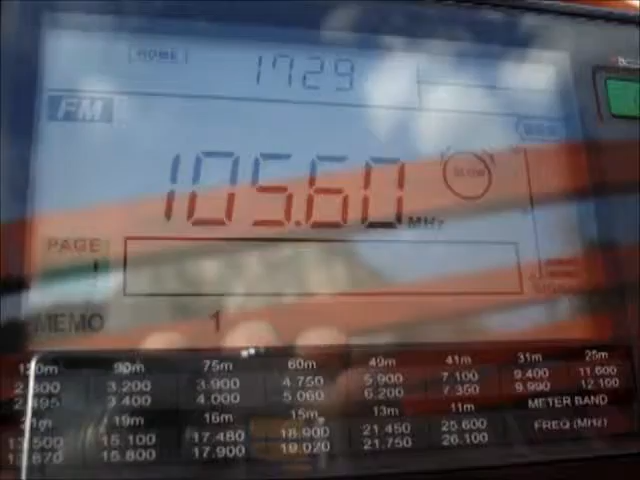 HOME 1729
FM
105.60 MHz
SLOW
PAGE
1
MEMO 1
90m 75m 60m 49m 41m 31m 25m
3.200 3.900 4.750 5.900 7.100 9.400 11.600
3.400 4.000 5.060 6.200 7.350 9.990 12.100
19m 16m 15m 13m 11m METER BAND
15.100 17.480 18.900 21.450 25.600 FREQ (MHz)
15.800 17.900 19.020 21.750 26.100